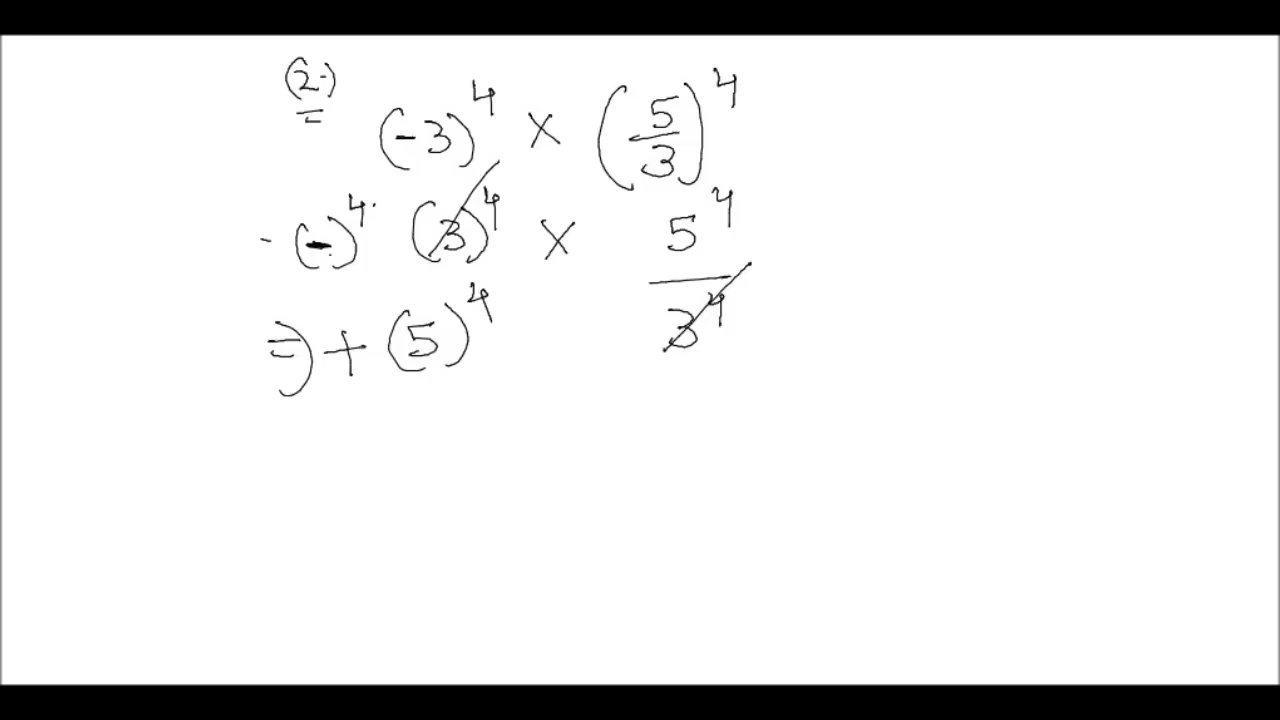 (2.)
(-3)^4 × (5/3)^4
(-)^4 (3)^4 × 5^4/3^4
=) + (5)^4